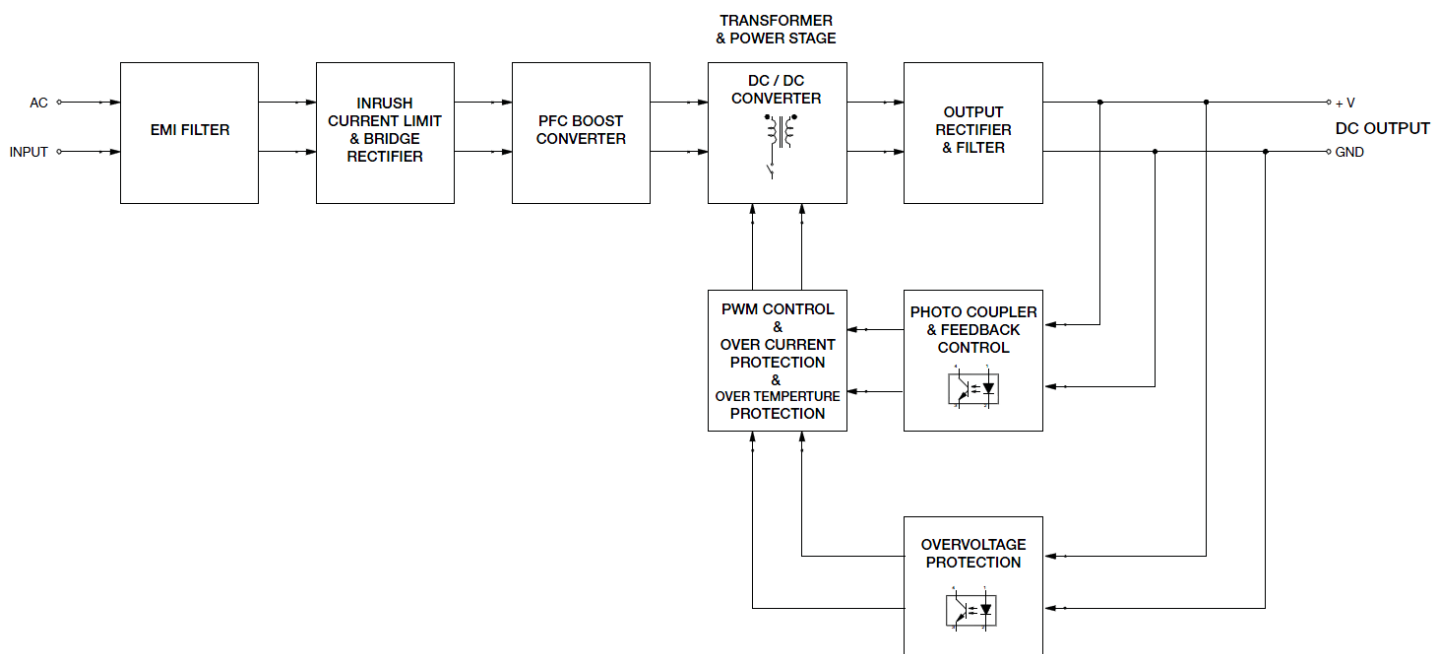 TRANSFORMER
& POWER STAGE
AC
INPUT
EMI FILTER
INRUSH
CURRENT LIMIT
& BRIDGE
RECTIFIER
PFC BOOST
CONVERTER
DC / DC
CONVERTER
OUTPUT
RECTIFIER
& FILTER
+ V
DC OUTPUT
GND
PWM CONTROL
&
OVER CURRENT
PROTECTION
&
OVER TEMPERTURE
PROTECTION
PHOTO COUPLER
& FEEDBACK
CONTROL
OVERVOLTAGE
PROTECTION